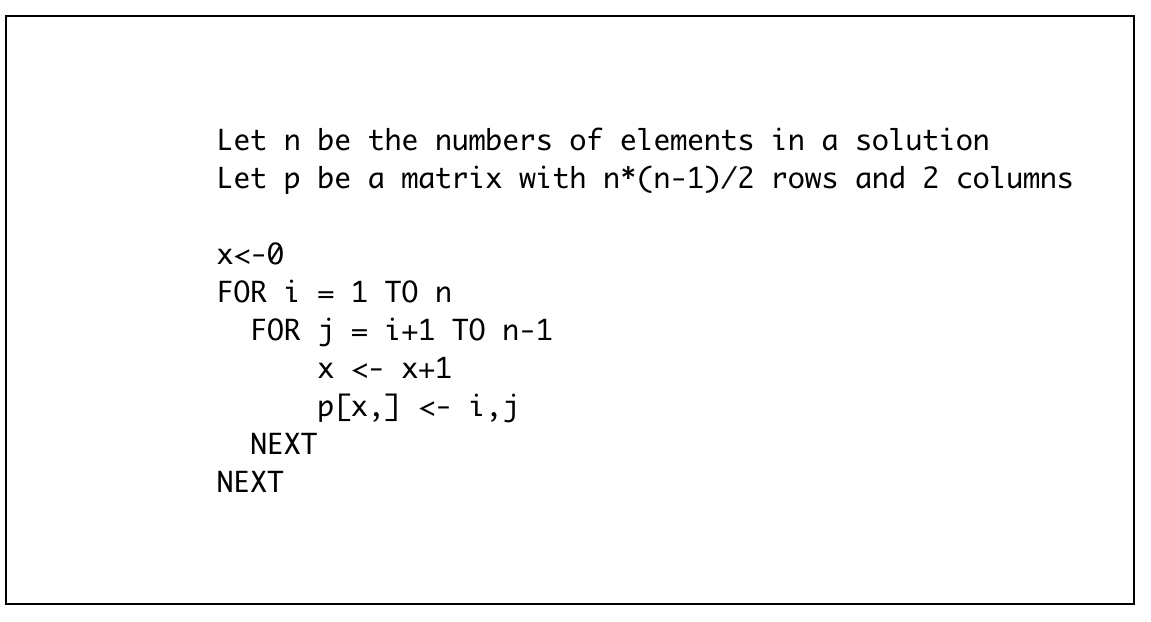 Let n be the numbers of elements in a solution
Let p be a matrix with n*(n-1)/2 rows and 2 columns
x<-0
FOR i = 1 TO n
FOR j = i+1 TO n-1
x <- x+1
p[x,] <- i,j
NEXT
NEXT